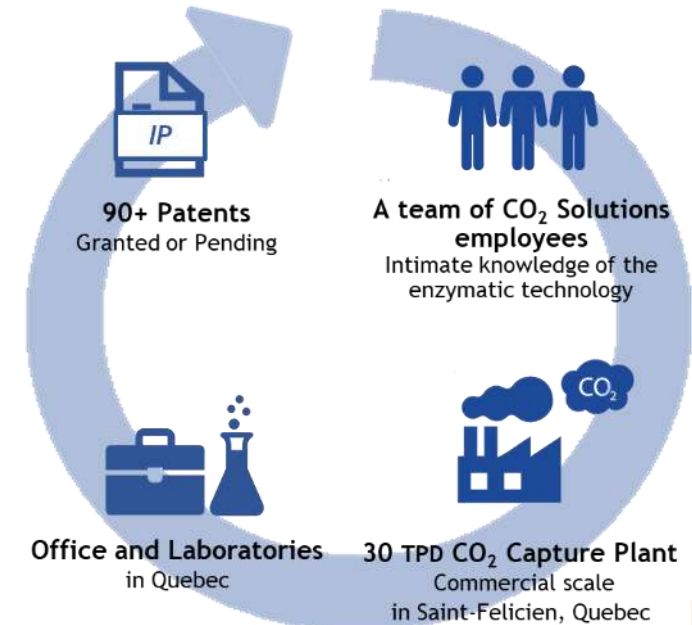 IP
90+ Patents
Granted or Pending
A team of CO₂ Solutions
employees
Intimate knowledge of the
enzymatic technology
CO₂
Office and Laboratories
in Quebec
30 TPD CO₂ Capture Plant
Commercial scale
in Saint-Felicien, Quebec